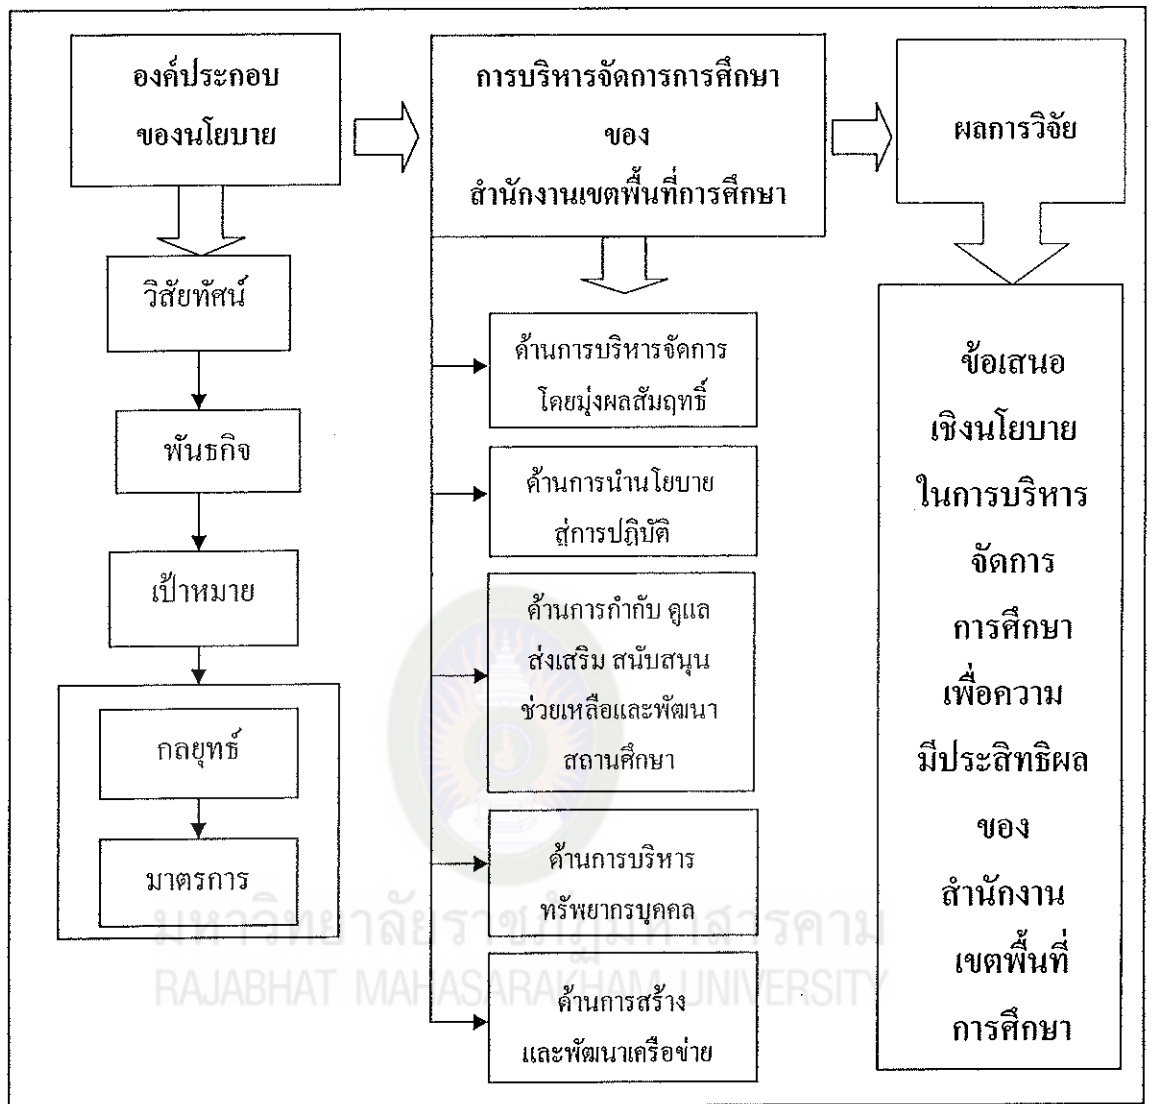 องค์ประกอบ
ของนโยบาย
วิสัยทัศน์
พันธกิจ
เป้าหมาย
กลยุทธ์
มาตรการ
การบริหารจัดการการศึกษา
ของ
สำนักงานเขตพื้นที่การศึกษา
ด้านการบริหารจัดการ
โดยมุ่งผลสัมฤทธิ์
ด้านการนำนโยบาย
สู่การปฏิบัติ
ด้านการกำกับ ดูแล
ส่งเสริม สนับสนุน
ช่วยเหลือและพัฒนา
สถานศึกษา
ด้านการบริหาร
ทรัพยากรบุคคล
ด้านการสร้าง
และพัฒนาเครือข่าย
ผลการวิจัย
ข้อเสนอ
เชิงนโยบาย
ในการบริหาร
จัดการ
การศึกษา
เพื่อความ
มีประสิทธิผล
ของ
สำนักงาน
เขตพื้นที่
การศึกษา
มหาวิทยาลัยราชภัฏมหาสารคาม
RAJABHAT MAHASARAKHAM UNIVERSITY